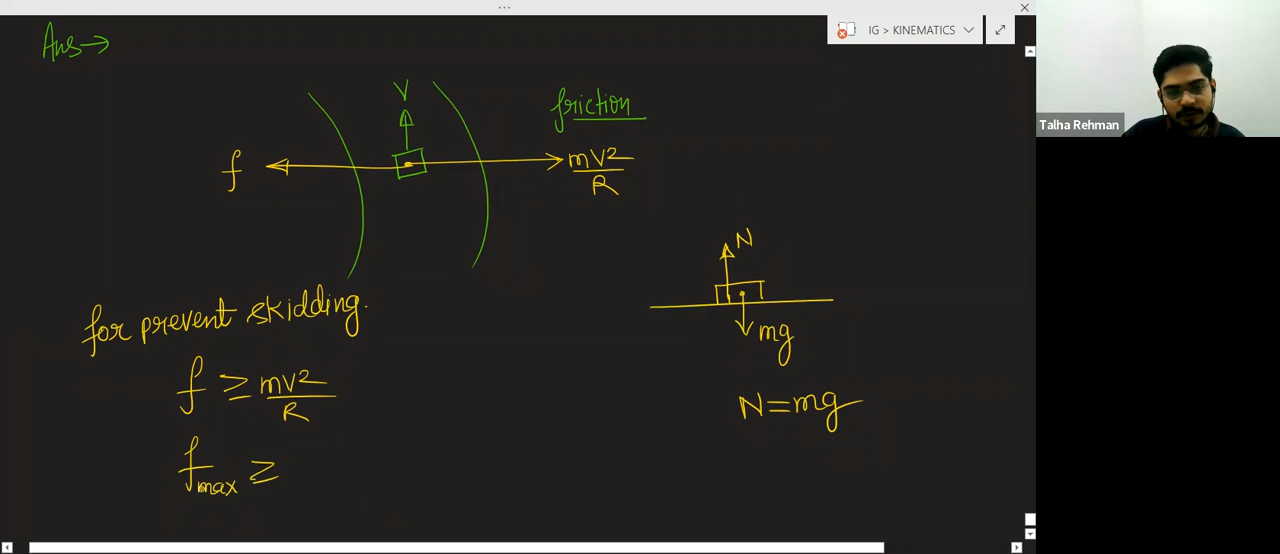 Ans→
IG > KINEMATICS
Talha Rehman
V
friction
f
mV²/R
N
mg
for prevent skidding.
f ≥ mV²/R
N=mg
fmax ≥